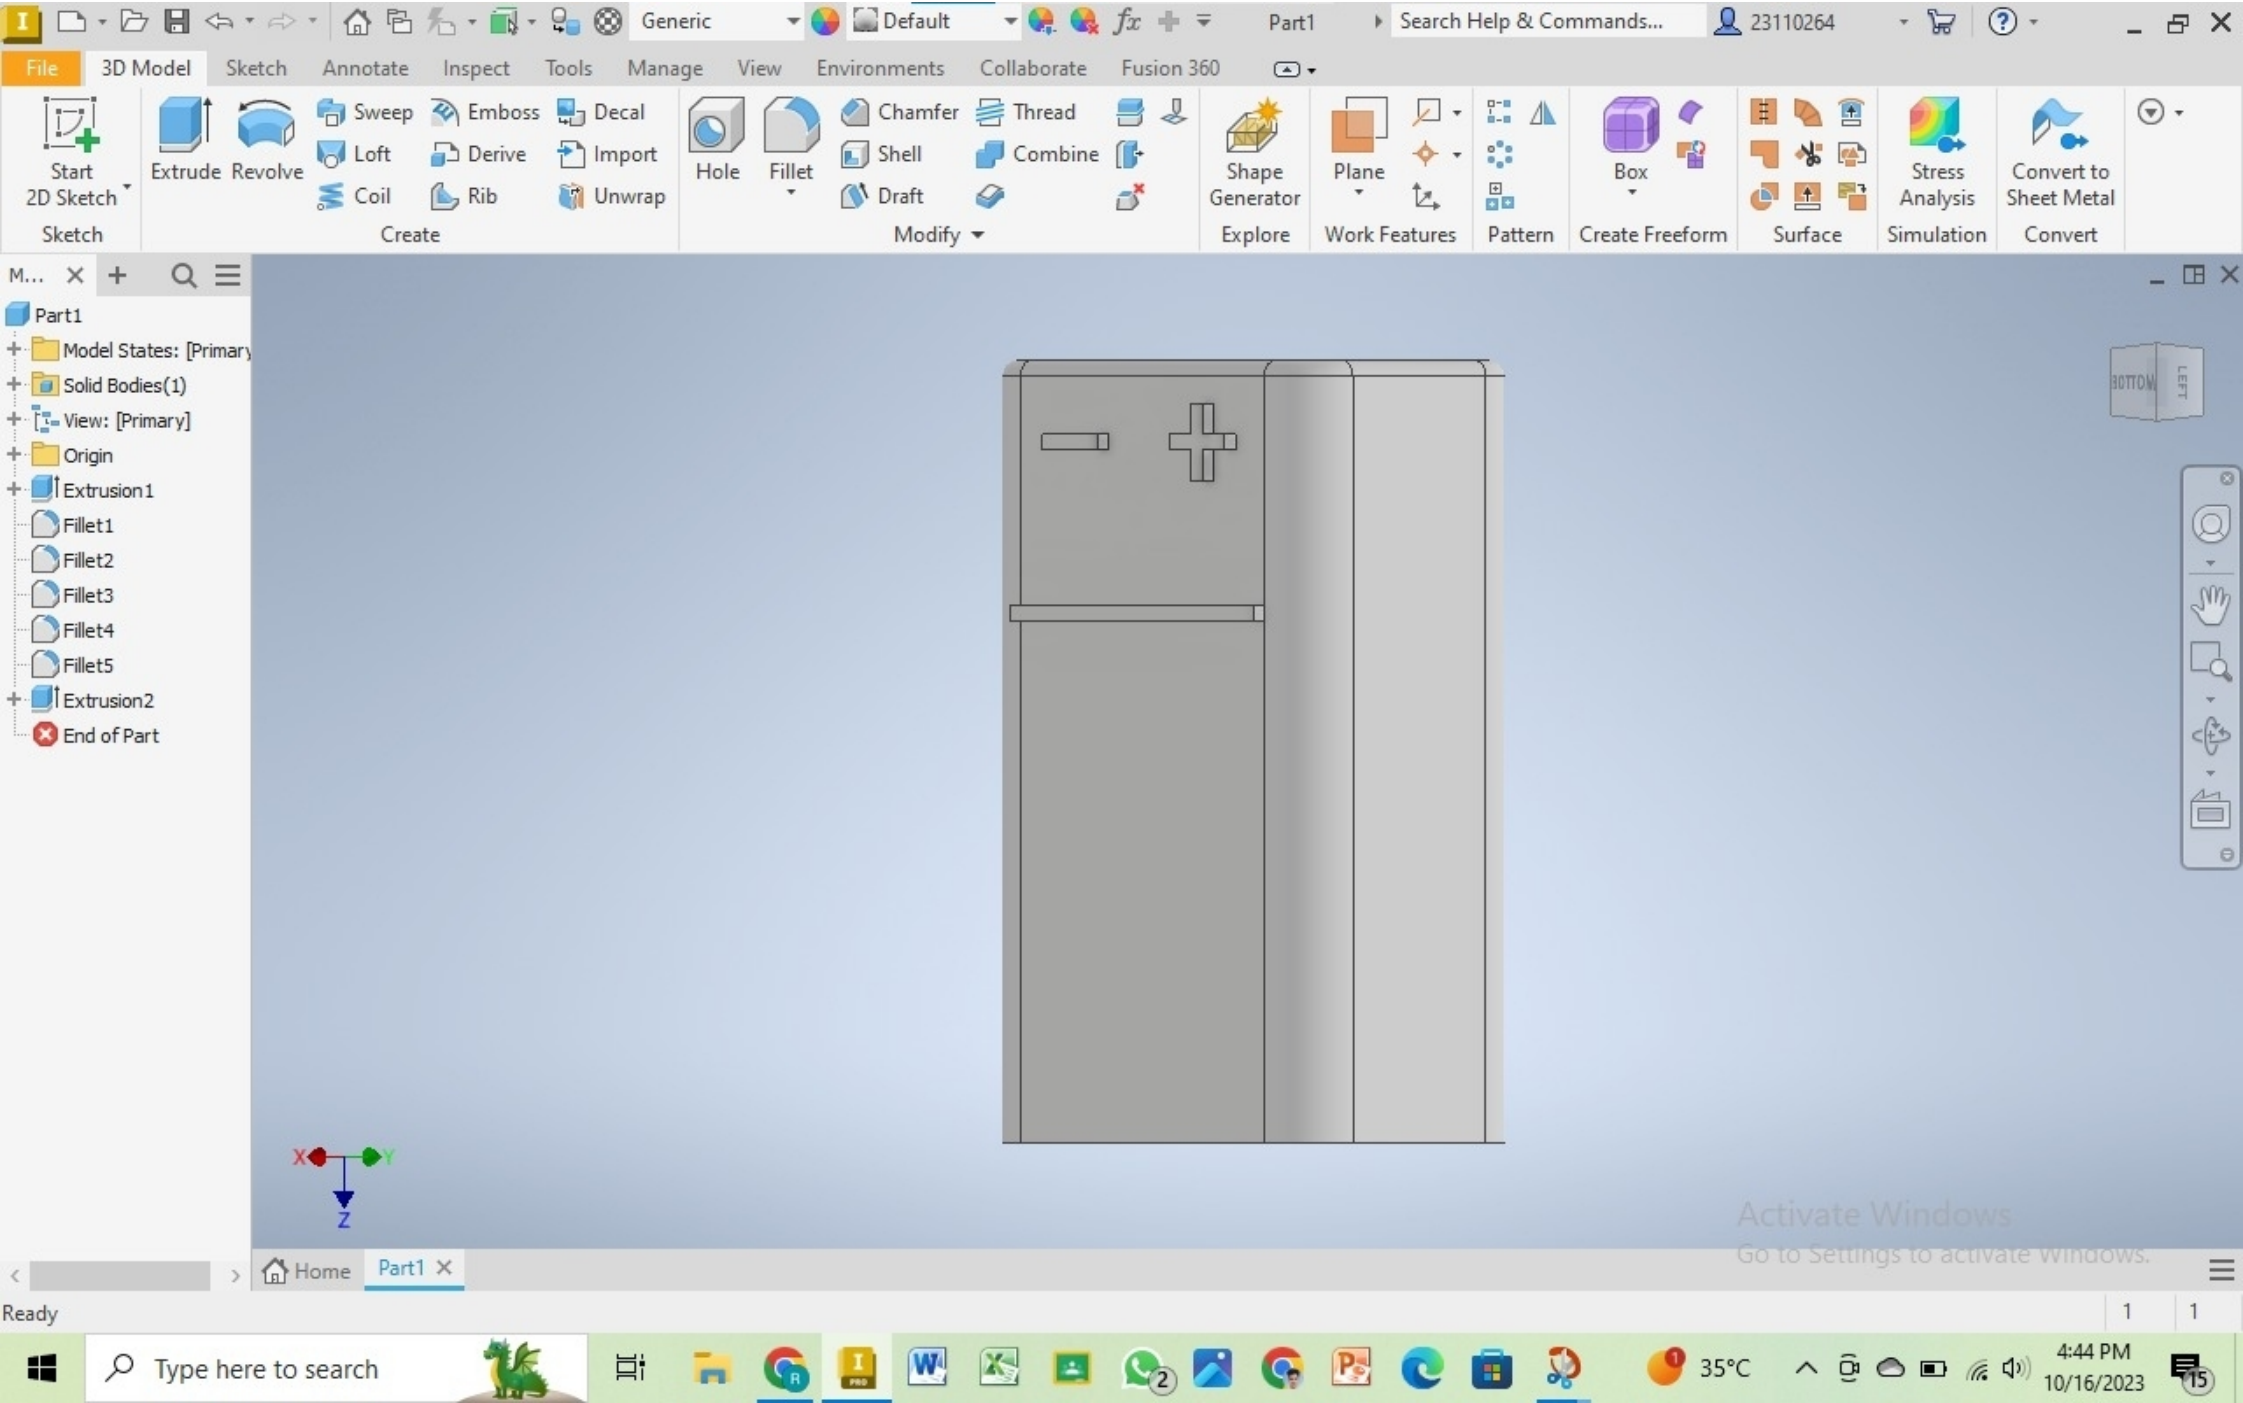 I Generic Default fx Part1 Search Help & Commands... 23110264
File 3D Model Sketch Annotate Inspect Tools Manage View Environments Collaborate Fusion 360
Sweep Emboss Decal Chamfer Thread
Start Extrude Revolve Loft Derive Import Hole Fillet Shell Combine Shape Plane Box Stress Convert to
2D Sketch Coil Rib Unwrap Draft Generator Analysis Sheet Metal
Sketch Create Modify Explore Work Features Pattern Create Freeform Surface Simulation Convert
M...
Part1
Model States: [Primary
Solid Bodies(1)
View: [Primary]
Origin
Extrusion1
Fillet1
Fillet2
Fillet3
Fillet4
Fillet5
Extrusion2
End of Part
BOTTOM LEFT
X Y
Z
Activate Windows
Go to Settings to activate Windows.
Home Part1
Ready 1 1
Type here to search 35°C 4:44 PM
10/16/2023
I PRO
R
2
1
15